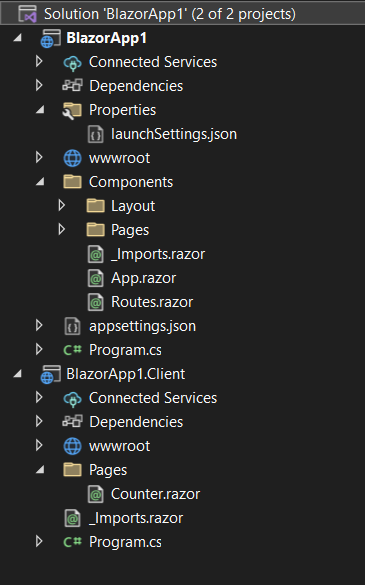 Solution 'BlazorApp1' (2 of 2 projects)
BlazorApp1
Connected Services
Dependencies
Properties
launchSettings.json
wwwroot
Components
Layout
Pages
_Imports.razor
App.razor
Routes.razor
appsettings.json
C# Program.cs
BlazorApp1.Client
Connected Services
Dependencies
wwwroot
Pages
Counter.razor
_Imports.razor
C# Program.cs